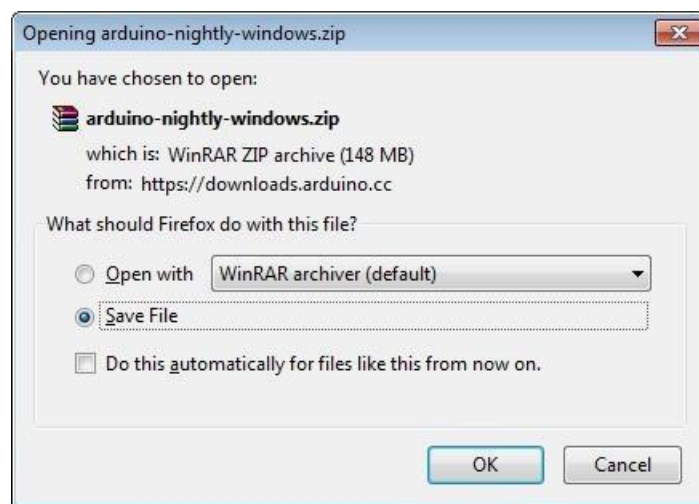 Opening arduino-nightly-windows.zip
You have chosen to open:
arduino-nightly-windows.zip
which is: WinRAR ZIP archive (148 MB)
from: https://downloads.arduino.cc
What should Firefox do with this file?
Open with WinRAR archiver (default)
Save File
Do this automatically for files like this from now on.
OK Cancel